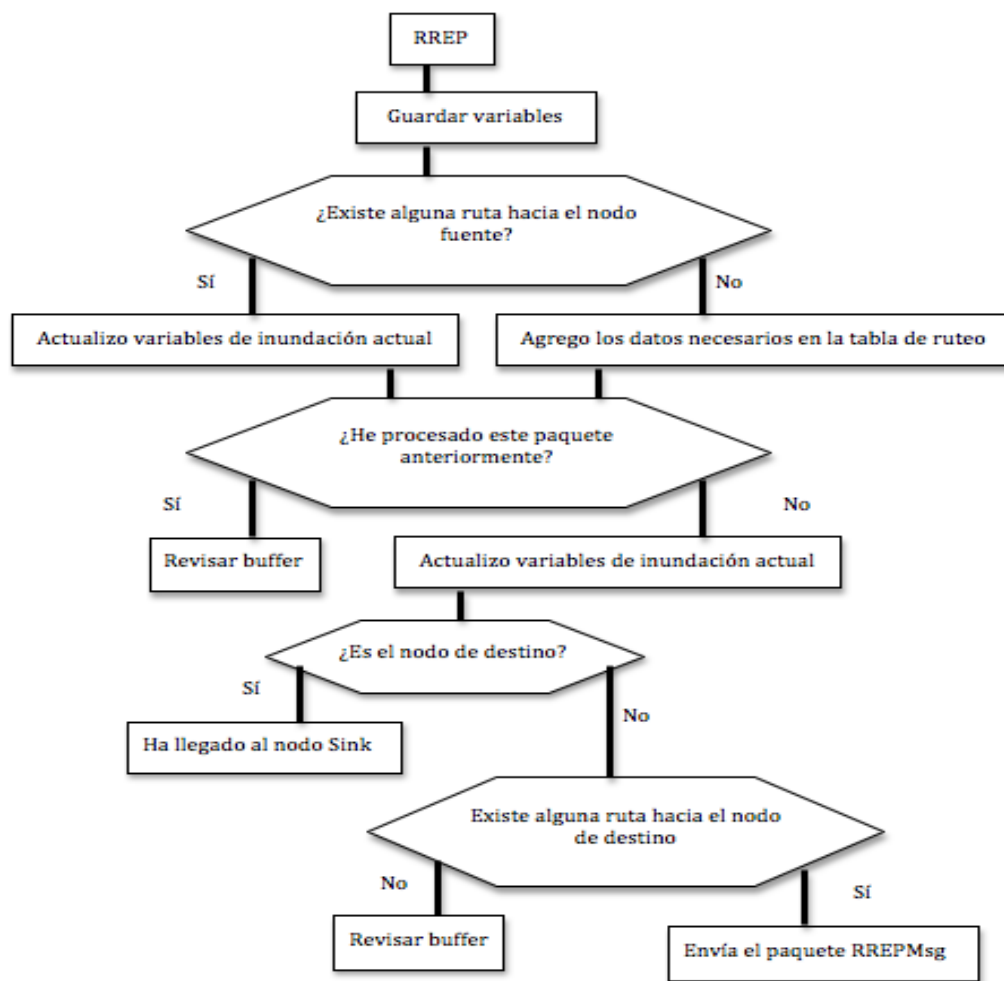 RREP
Guardar variables
¿Existe alguna ruta hacia el nodo
fuente?
Sí
No
Actualizo variables de inundación actual
Agrego los datos necesarios en la tabla de ruteo
¿He procesado este paquete
anteriormente?
Sí
No
Revisar buffer
Actualizo variables de inundación actual
¿Es el nodo de destino?
Sí
No
Ha llegado al nodo Sink
Existe alguna ruta hacia el nodo
de destino
No
Sí
Revisar buffer
Envía el paquete RREPMsg